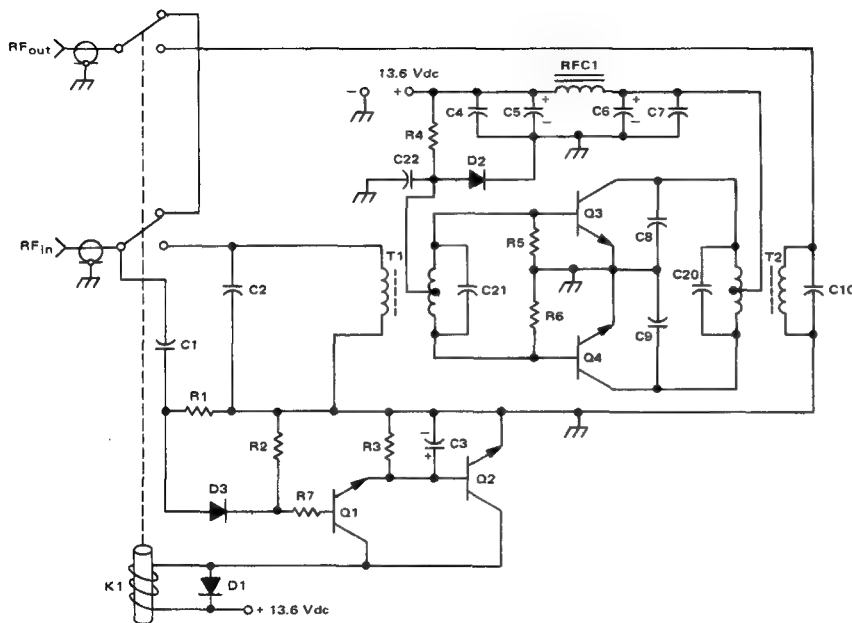 RFout
RFC1
13.6 Vdc
− +
C4 C5 + − C6 + − C7
R4
C22 D2
Q3
RFin
R5 C8
T1 T2
C2 C21 C20 C10
R6 C9
C1 Q4
R1
R2 R3 − C3 +
Q2
D3 R7
Q1
K1 D1
+ 13.6 Vdc